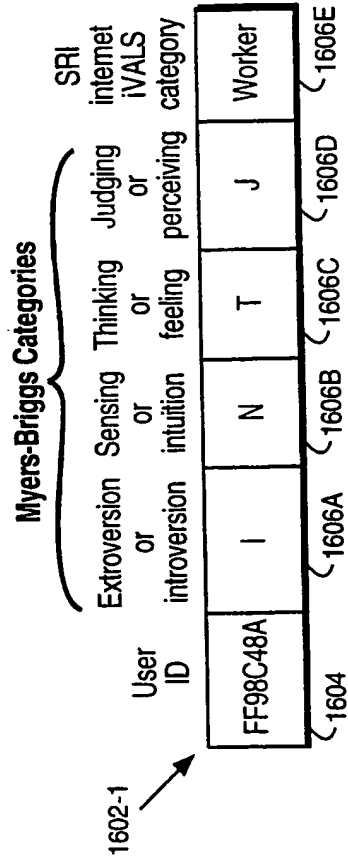 Myers-Briggs Categories
User
ID
Extroversion
or
introversion
Sensing
or
intuition
Thinking
or
feeling
Judging
or
perceiving
SRI
internet
iVALS
category
1602-1
FF98C48A
I
N
T
J
Worker
1604
1606A
1606B
1606C
1606D
1606E